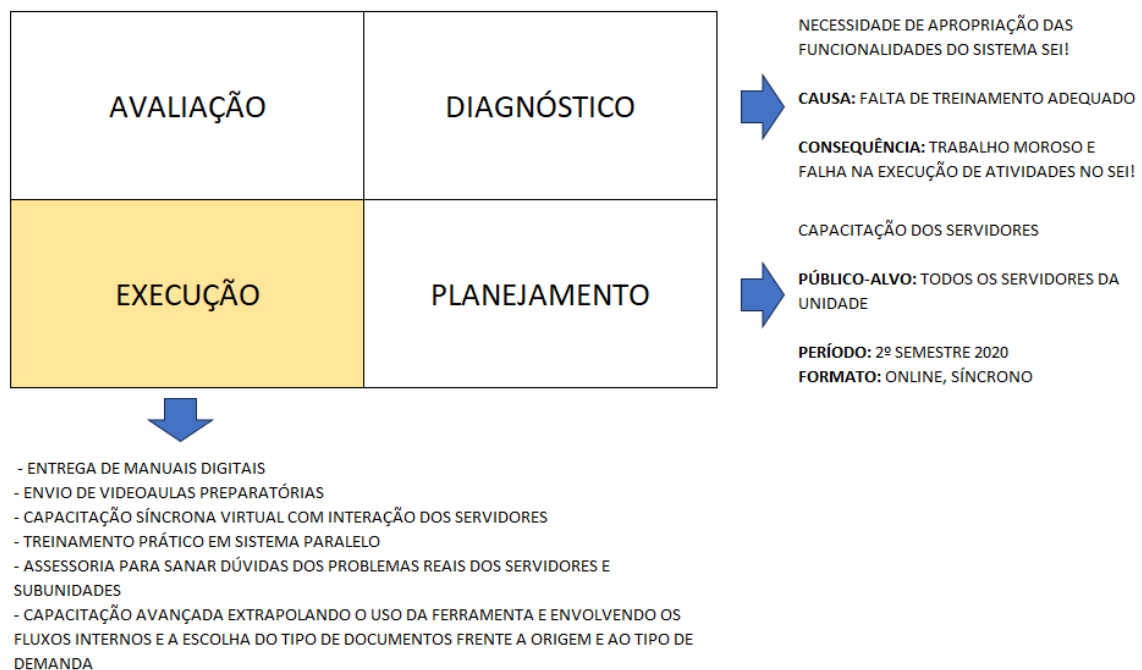 AVALIAÇÃO
DIAGNÓSTICO
NECESSIDADE DE APROPRIAÇÃO DAS
FUNCIONALIDADES DO SISTEMA SEI!
CAUSA: FALTA DE TREINAMENTO ADEQUADO
CONSEQUÊNCIA: TRABALHO MOROSO E
FALHA NA EXECUÇÃO DE ATIVIDADES NO SEI!
EXECUÇÃO
PLANEJAMENTO
CAPACITAÇÃO DOS SERVIDORES
PÚBLICO-ALVO: TODOS OS SERVIDORES DA
UNIDADE
PERÍODO: 2º SEMESTRE 2020
FORMATO: ONLINE, SÍNCRONO
- ENTREGA DE MANUAIS DIGITAIS
- ENVIO DE VIDEOAULAS PREPARATÓRIAS
- CAPACITAÇÃO SÍNCRONA VIRTUAL COM INTERAÇÃO DOS SERVIDORES
- TREINAMENTO PRÁTICO EM SISTEMA PARALELO
- ASSESSORIA PARA SANAR DÚVIDAS DOS PROBLEMAS REAIS DOS SERVIDORES E
SUBUNIDADES
- CAPACITAÇÃO AVANÇADA EXTRAPOLANDO O USO DA FERRAMENTA E ENVOLVENDO OS
FLUXOS INTERNOS E A ESCOLHA DO TIPO DE DOCUMENTOS FRENTE A ORIGEM E AO TIPO DE
DEMANDA